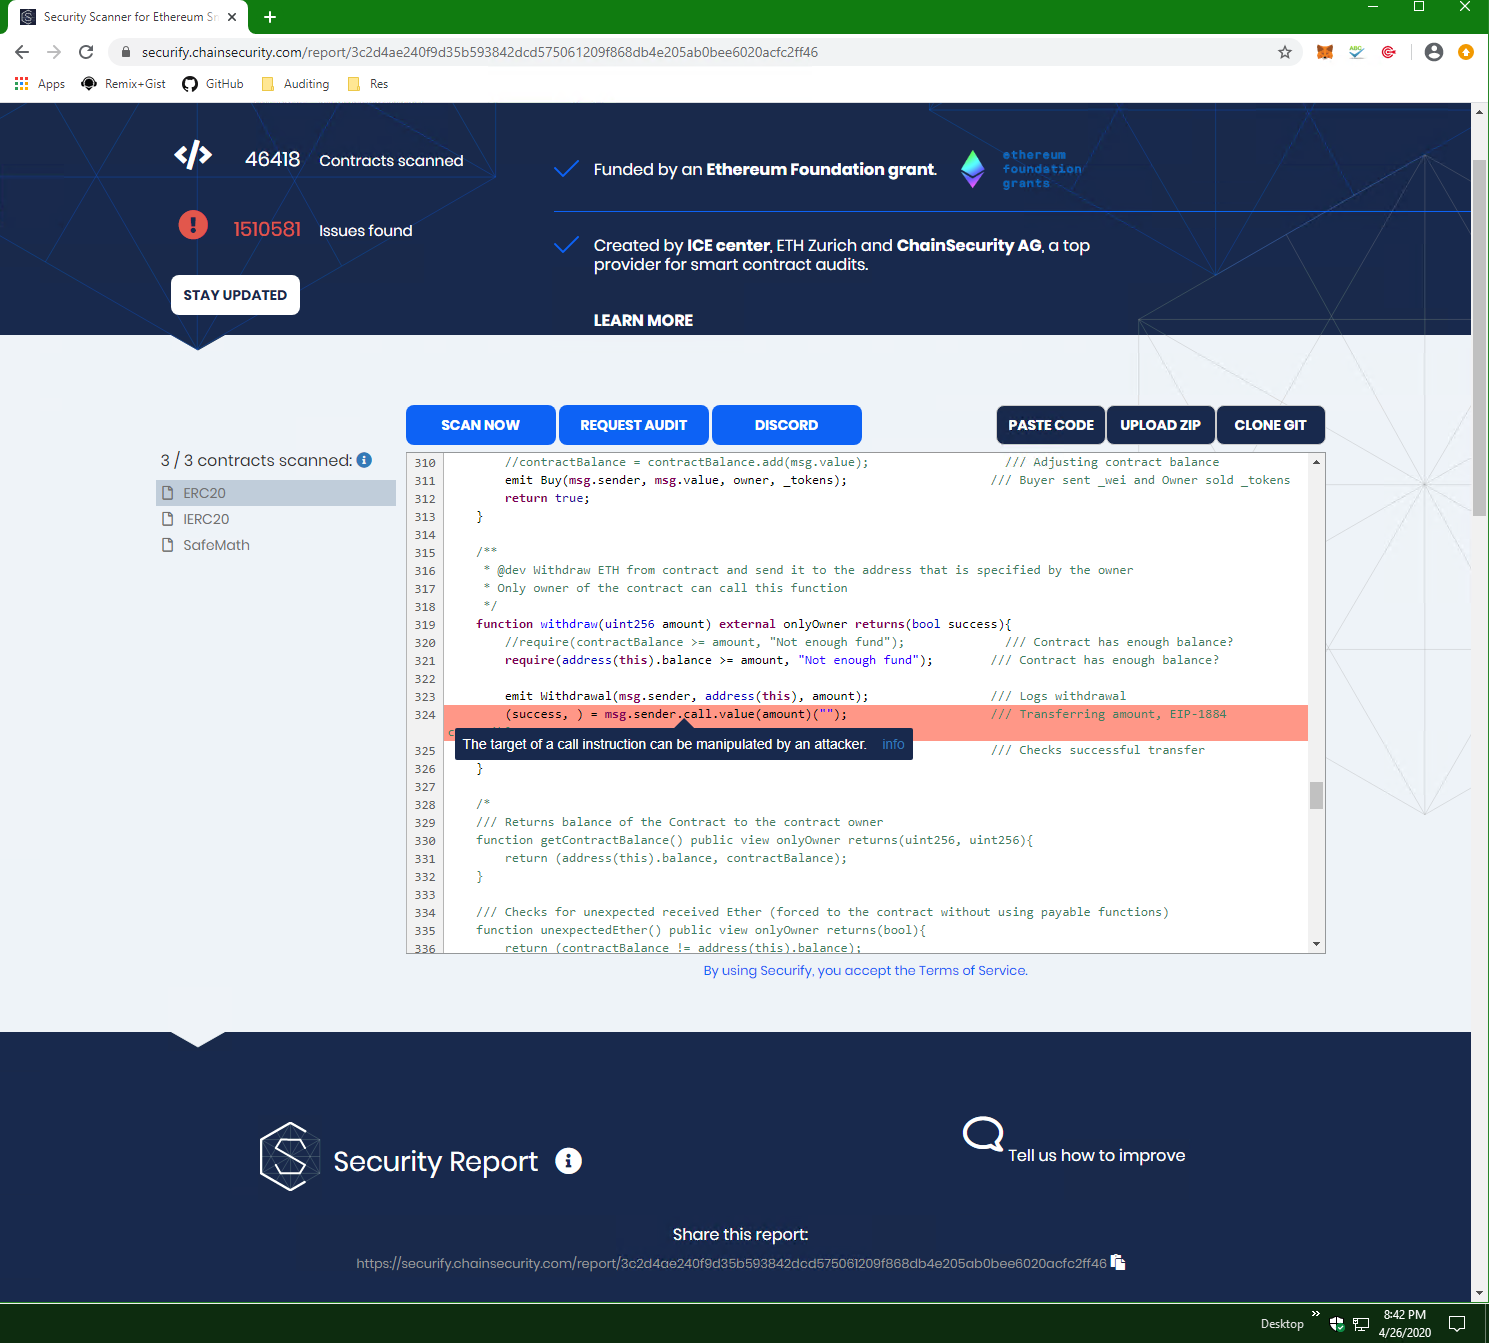 Security Scanner for Ethereum Sm
securify.chainsecurity.com/report/3c2d4ae240f9d35b593842dcd575061209f868db4e205ab0bee6020acfc2ff46
ABC
Apps Remix+Gist GitHub Auditing Res
46418 Contracts scanned
Funded by an Ethereum Foundation grant.
ethereum
foundation
grants
1510581 Issues found
Created by ICE center, ETH Zurich and ChainSecurity AG, a top
provider for smart contract audits.
STAY UPDATED
LEARN MORE
SCAN NOW REQUEST AUDIT DISCORD PASTE CODE UPLOAD ZIP CLONE GIT
3 / 3 contracts scanned:
ERC20
IERC20
SafeMath
310 //contractBalance = contractBalance.add(msg.value); /// Adjusting contract balance
311 emit Buy(msg.sender, msg.value, owner, _tokens); /// Buyer sent _wei and Owner sold _tokens
312 return true;
313 }
314
315 /**
316 * @dev Withdraw ETH from contract and send it to the address that is specified by the owner
317 * Only owner of the contract can call this function
318 */
319 function withdraw(uint256 amount) external onlyOwner returns(bool success){
320 //require(contractBalance >= amount, "Not enough fund"); /// Contract has enough balance?
321 require(address(this).balance >= amount, "Not enough fund"); /// Contract has enough balance?
322
323 emit Withdrawal(msg.sender, address(this), amount); /// Logs withdrawal
324 (success, ) = msg.sender.call.value(amount)(""); /// Transferring amount, EIP-1884
The target of a call instruction can be manipulated by an attacker. info
325 /// Checks successful transfer
326 }
327
328 /*
329 /// Returns balance of the Contract to the contract owner
330 function getContractBalance() public view onlyOwner returns(uint256, uint256){
331 return (address(this).balance, contractBalance);
332 }
333
334 /// Checks for unexpected received Ether (forced to the contract without using payable functions)
335 function unexpectedEther() public view onlyOwner returns(bool){
336 return (contractBalance != address(this).balance);
By using Securify, you accept the Terms of Service.
Security Report
Tell us how to improve
Share this report:
https://securify.chainsecurity.com/report/3c2d4ae240f9d35b593842dcd575061209f868db4e205ab0bee6020acfc2ff46
Desktop
8:42 PM
4/26/2020